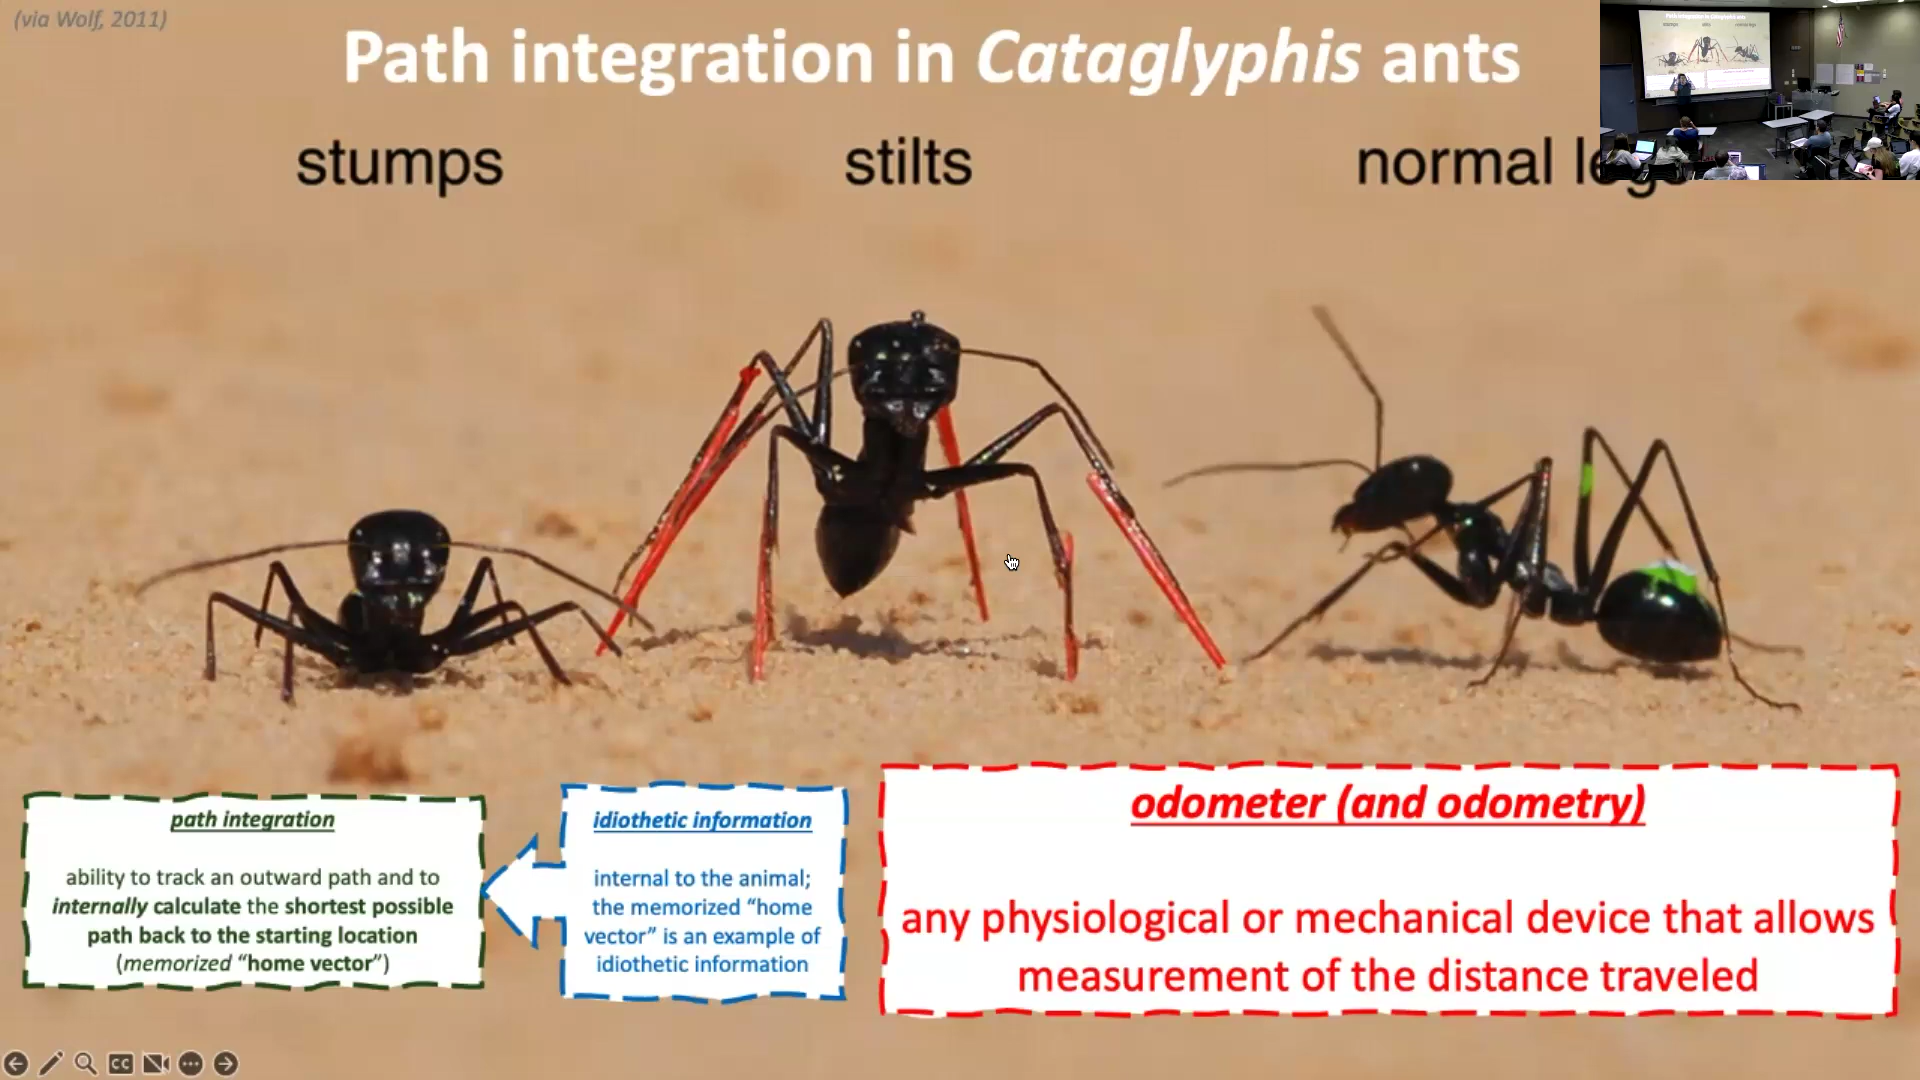 (via Wolf, 2011)
Path integration in Cataglyphis ants
stumps
stilts
normal legs
path integration
ability to track an outward path and to
internally calculate the shortest possible
path back to the starting location
(memorized “home vector”)
idiothetic information
internal to the animal;
the memorized “home
vector” is an example of
idiothetic information
odometer (and odometry)
any physiological or mechanical device that allows
measurement of the distance traveled
CC